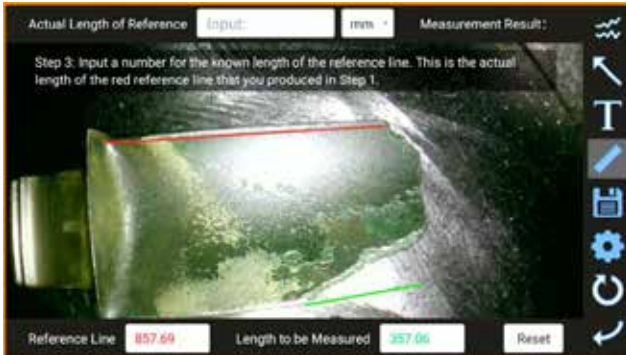 Actual Length of Reference Input: mm Measurement Result:
Step 3: Input a number for the known length of the reference line. This is the actual
length of the red reference line that you produced in Step 1.
T
Reference Line 857.69 Length to be Measured 357.06 Reset